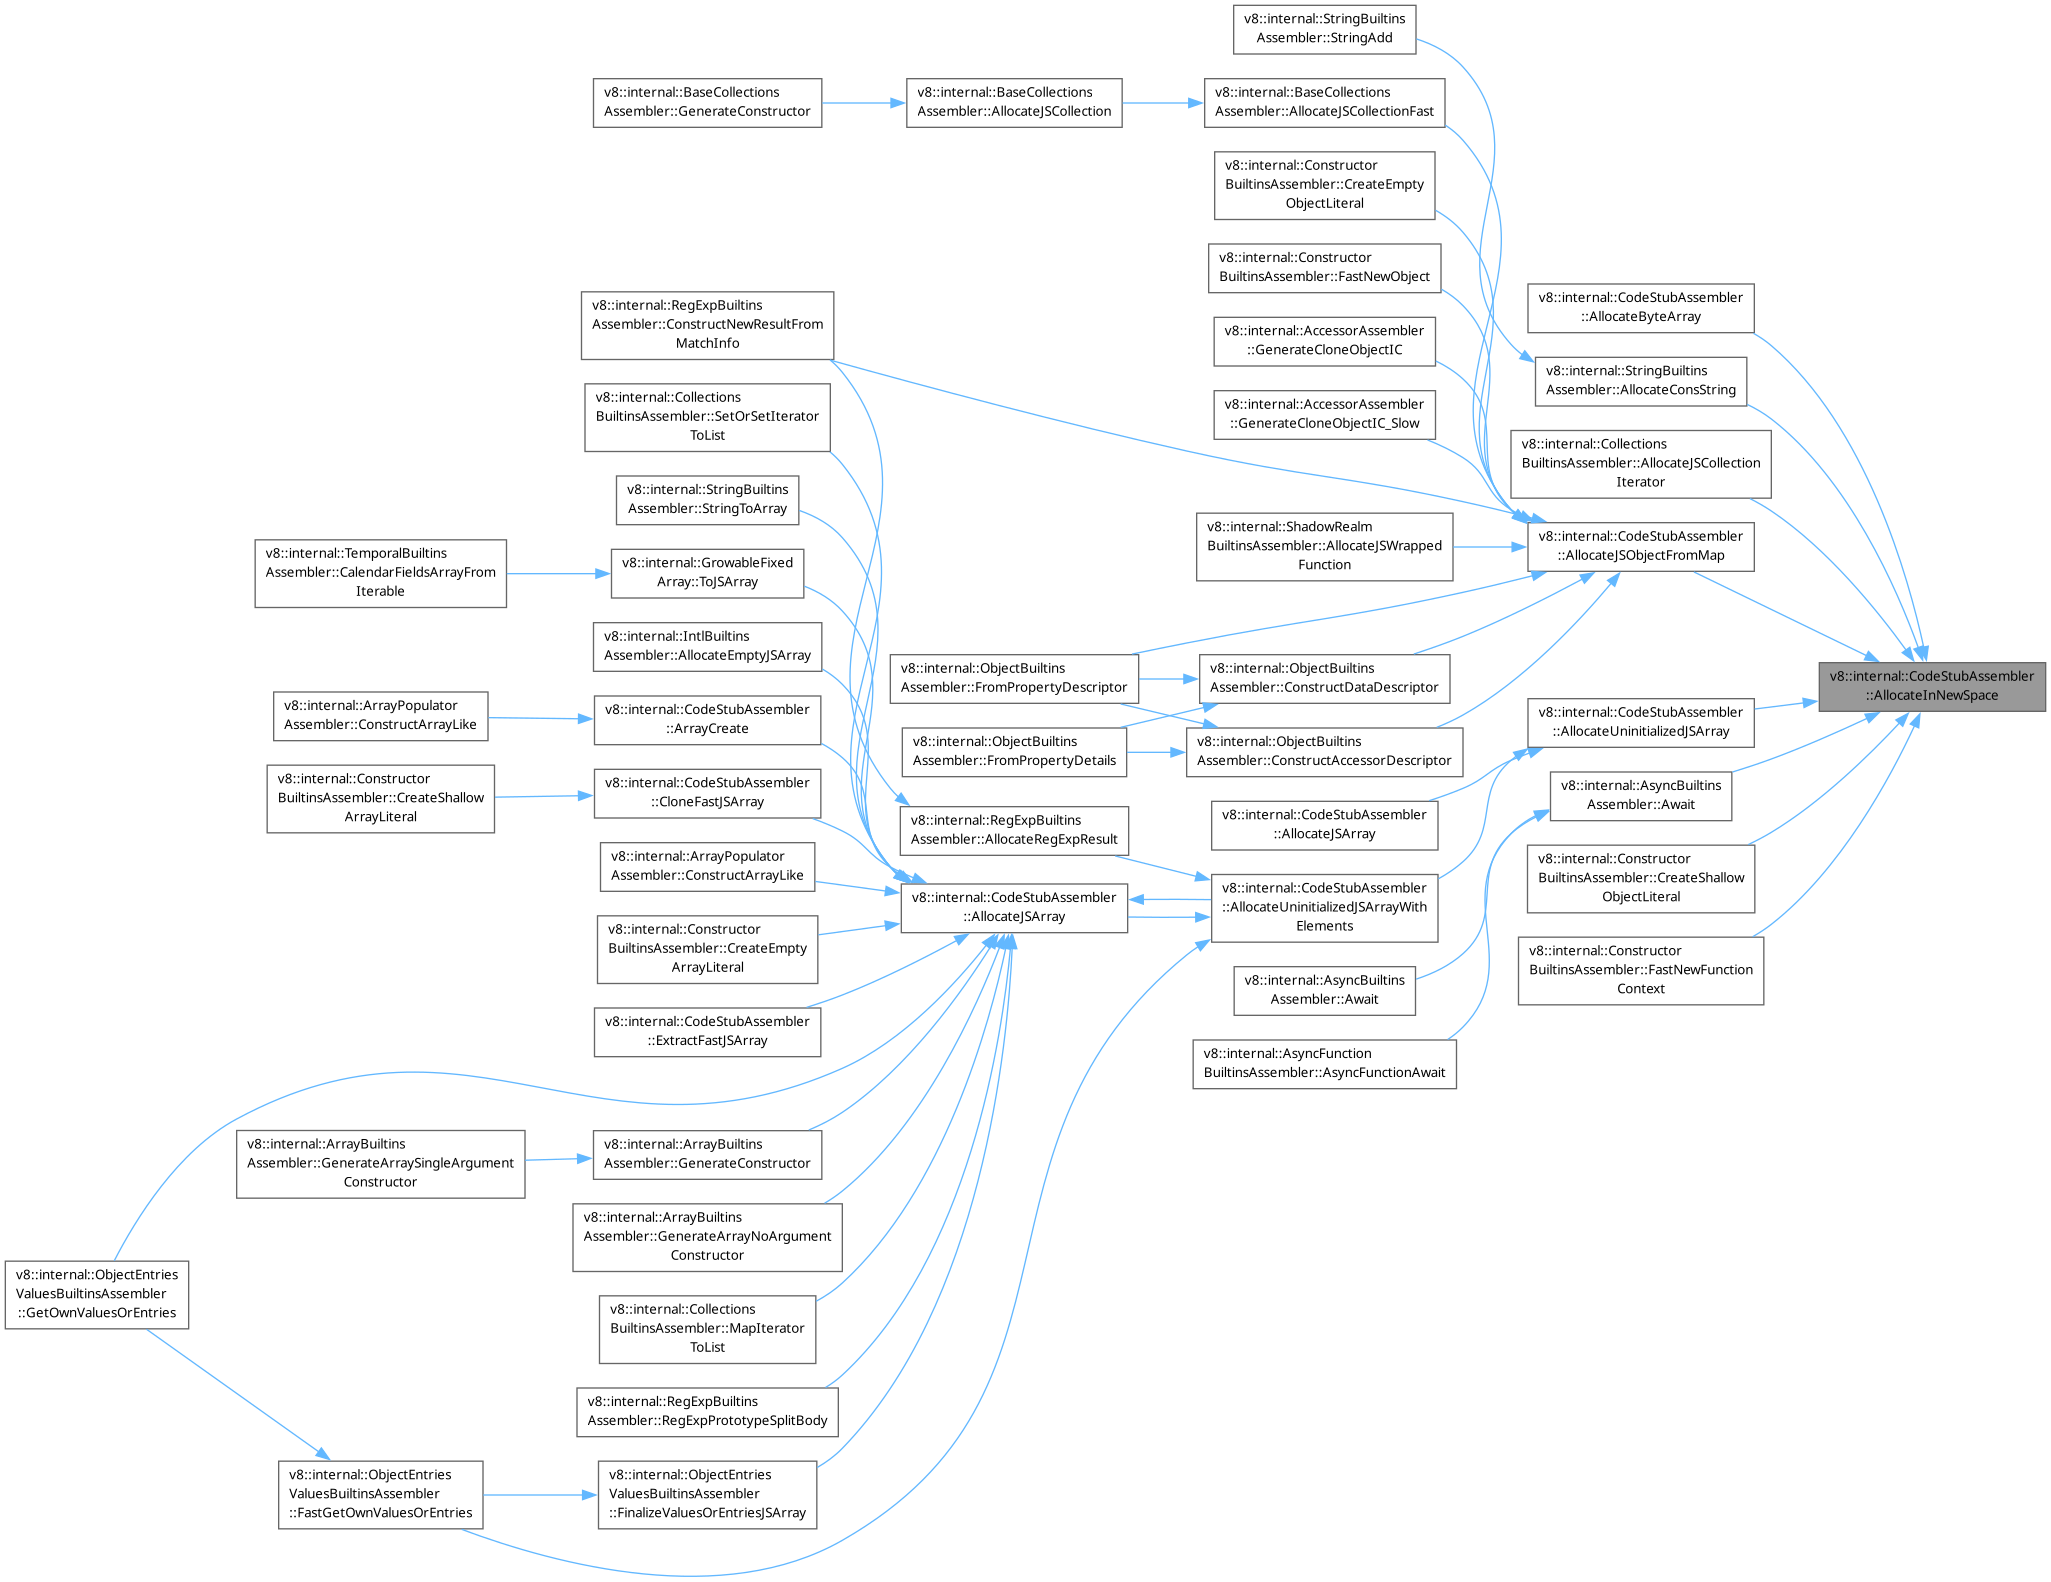 v8::internal::StringBuiltins
Assembler::StringAdd
v8::internal::BaseCollections
Assembler::GenerateConstructor
v8::internal::BaseCollections
Assembler::AllocateJSCollection
v8::internal::BaseCollections
Assembler::AllocateJSCollectionFast
v8::internal::Constructor
BuiltinsAssembler::CreateEmpty
ObjectLiteral
v8::internal::Constructor
BuiltinsAssembler::FastNewObject
v8::internal::CodeStubAssembler
::AllocateByteArray
v8::internal::RegExpBuiltins
Assembler::ConstructNewResultFrom
MatchInfo
v8::internal::AccessorAssembler
::GenerateCloneObjectIC
v8::internal::StringBuiltins
Assembler::AllocateConsString
v8::internal::Collections
BuiltinsAssembler::SetOrSetIterator
ToList
v8::internal::AccessorAssembler
::GenerateCloneObjectIC_Slow
v8::internal::Collections
BuiltinsAssembler::AllocateJSCollection
Iterator
v8::internal::StringBuiltins
Assembler::StringToArray
v8::internal::ShadowRealm
BuiltinsAssembler::AllocateJSWrapped
Function
v8::internal::CodeStubAssembler
::AllocateJSObjectFromMap
v8::internal::TemporalBuiltins
Assembler::CalendarFieldsArrayFrom
Iterable
v8::internal::GrowableFixed
Array::ToJSArray
v8::internal::IntlBuiltins
Assembler::AllocateEmptyJSArray
v8::internal::ObjectBuiltins
Assembler::FromPropertyDescriptor
v8::internal::ObjectBuiltins
Assembler::ConstructDataDescriptor
v8::internal::CodeStubAssembler
::AllocateInNewSpace
v8::internal::ArrayPopulator
Assembler::ConstructArrayLike
v8::internal::CodeStubAssembler
::ArrayCreate
v8::internal::CodeStubAssembler
::AllocateUninitializedJSArray
v8::internal::ObjectBuiltins
Assembler::FromPropertyDetails
v8::internal::ObjectBuiltins
Assembler::ConstructAccessorDescriptor
v8::internal::Constructor
BuiltinsAssembler::CreateShallow
ArrayLiteral
v8::internal::CodeStubAssembler
::CloneFastJSArray
v8::internal::AsyncBuiltins
Assembler::Await
v8::internal::RegExpBuiltins
Assembler::AllocateRegExpResult
v8::internal::CodeStubAssembler
::AllocateJSArray
v8::internal::ArrayPopulator
Assembler::ConstructArrayLike
v8::internal::Constructor
BuiltinsAssembler::CreateShallow
ObjectLiteral
v8::internal::CodeStubAssembler
::AllocateJSArray
v8::internal::CodeStubAssembler
::AllocateUninitializedJSArrayWith
Elements
v8::internal::Constructor
BuiltinsAssembler::CreateEmpty
ArrayLiteral
v8::internal::Constructor
BuiltinsAssembler::FastNewFunction
Context
v8::internal::AsyncBuiltins
Assembler::Await
v8::internal::CodeStubAssembler
::ExtractFastJSArray
v8::internal::AsyncFunction
BuiltinsAssembler::AsyncFunctionAwait
v8::internal::ArrayBuiltins
Assembler::GenerateArraySingleArgument
Constructor
v8::internal::ArrayBuiltins
Assembler::GenerateConstructor
v8::internal::ArrayBuiltins
Assembler::GenerateArrayNoArgument
Constructor
v8::internal::ObjectEntries
ValuesBuiltinsAssembler
::GetOwnValuesOrEntries
v8::internal::Collections
BuiltinsAssembler::MapIterator
ToList
v8::internal::RegExpBuiltins
Assembler::RegExpPrototypeSplitBody
v8::internal::ObjectEntries
ValuesBuiltinsAssembler
::FastGetOwnValuesOrEntries
v8::internal::ObjectEntries
ValuesBuiltinsAssembler
::FinalizeValuesOrEntriesJSArray